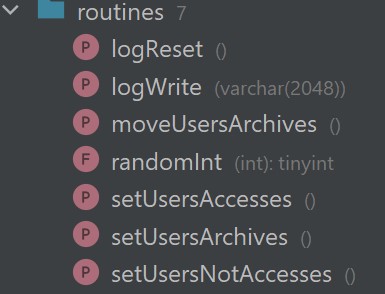 routines 7
P logReset ()
P logWrite (varchar(2048))
P moveUsersArchives ()
F randomInt (int): tinyint
P setUsersAccesses ()
P setUsersArchives ()
P setUsersNotAccesses ()